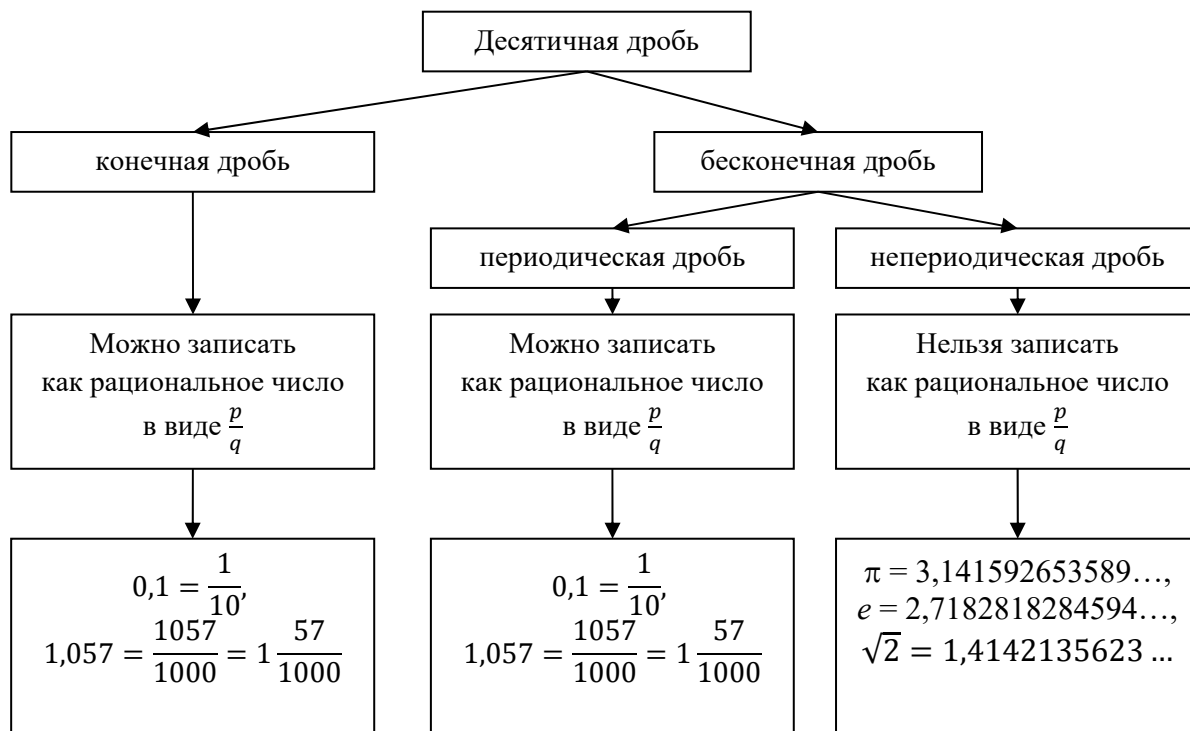 Десятичная дробь
конечная дробь
бесконечная дробь
периодическая дробь
непериодическая дробь
Можно записать
как рациональное число
в виде p/q
Можно записать
как рациональное число
в виде p/q
Нельзя записать
как рациональное число
в виде p/q
0,1 = 1/10,
1,057 = 1057/1000 = 1 57/1000
0,1 = 1/10,
1,057 = 1057/1000 = 1 57/1000
π = 3,141592653589…,
e = 2,7182818284594…,
√2 = 1,4142135623 …